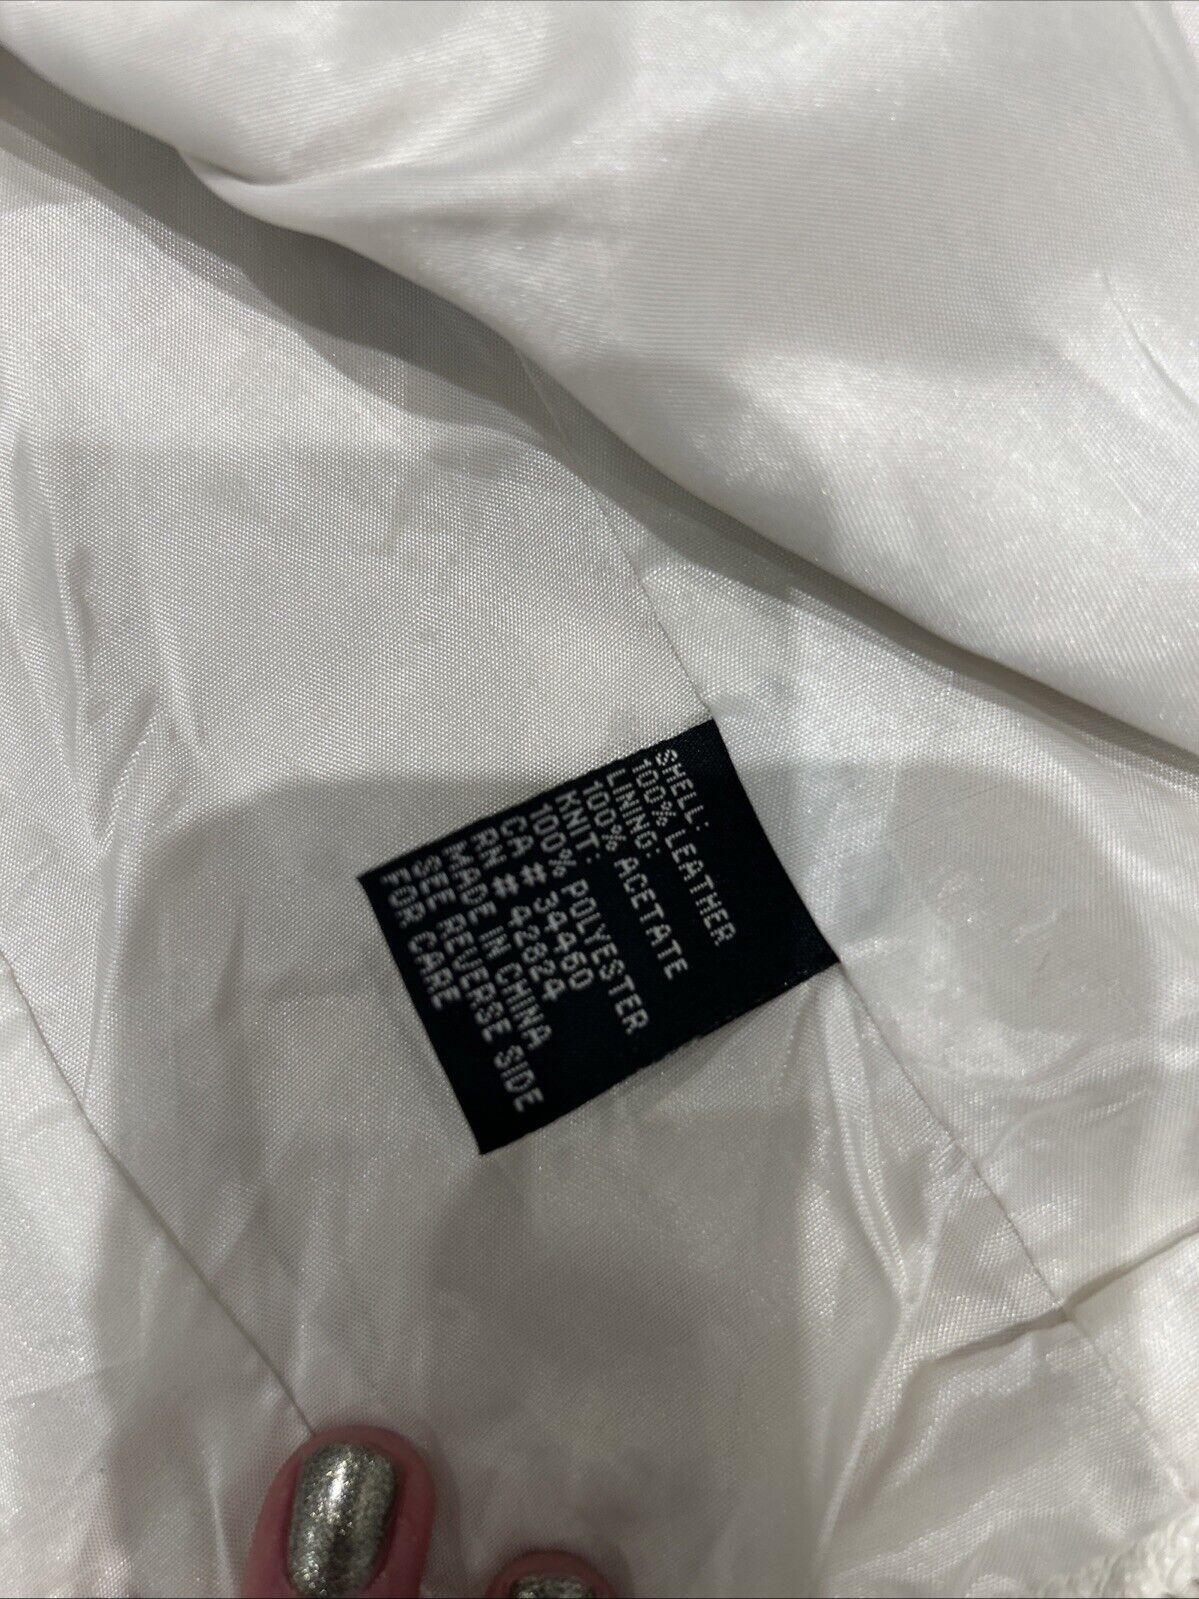 SHELL:
100% LEATHER
LINING:
100% ACETATE
KNIT:
100% POLYESTER
CA # 34460
RN # 42824
MADE IN CHINA
SEE REVERSE SIDE
FOR CARE